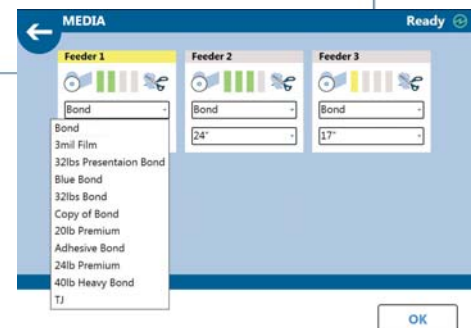 MEDIA
Ready
Feeder 1
Feeder 2
Feeder 3
Bond
Bond
Bond
24"
17"
Bond
3mil Film
32lbs Presentaion Bond
Blue Bond
32lbs Bond
Copy of Bond
20lb Premium
Adhesive Bond
24lb Premium
40lb Heavy Bond
TJ
OK